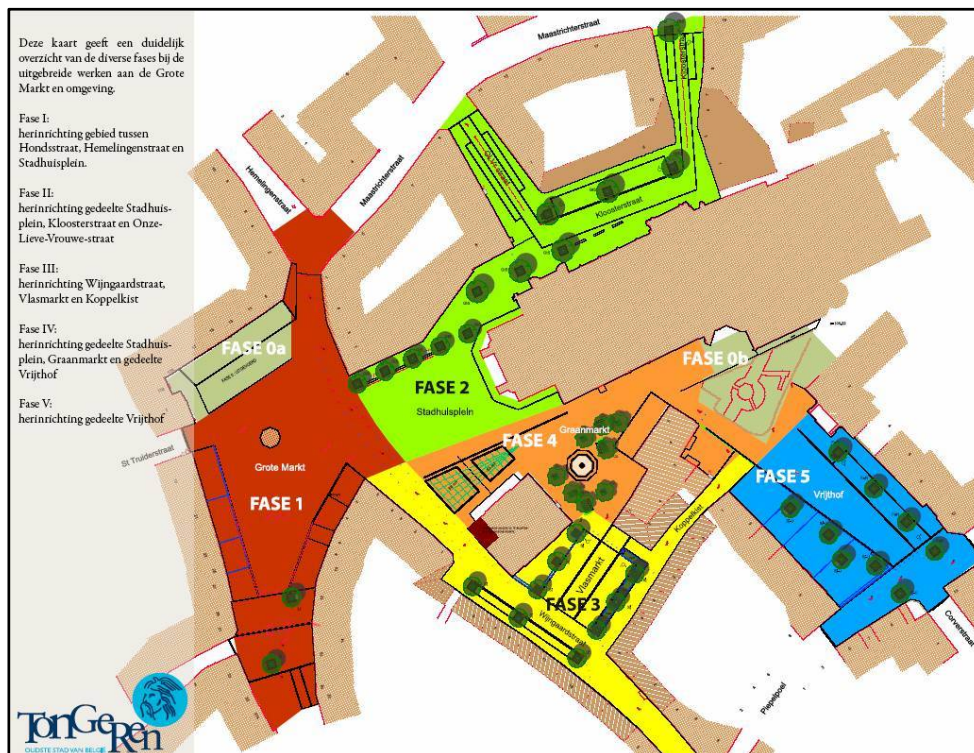 Deze kaart geeft een duidelijk
overzicht van de diverse fases bij de
uitgebreide werken aan de Grote
Markt en omgeving.
Fase I:
herinrichting gebied tussen
Hondsstraat, Hemelingenstraat en
Stadhuisplein.
Fase II:
herinrichting gedeelte Stadhuis-
plein, Kloosterstraat en Onze-
Lieve-Vrouwe-straat
Fase III:
herinrichting Wijngaardstraat,
Vlasmarkt en Koppelkist
Fase IV:
herinrichting gedeelte Stadhuis-
plein, Graanmarkt en gedeelte
Vrijthof
Fase V:
herinrichting gedeelte Vrijthof
Maastrichterstraat
Hemelingenstraat
Maastrichterstraat
Kloosterstraat
FASE 0a
FASE 0b
FASE 2
Stadhuisplein
Graanmarkt
FASE 4
St Truiderstraat
Grote Markt
FASE 1
FASE 5
Vrijthof
Koppelkist
Vlasmarkt
FASE 3
Wijngaardstraat
Corverstraat
Piepelpoel
TonGeRen
OUDSTE STAD VAN BELGIË